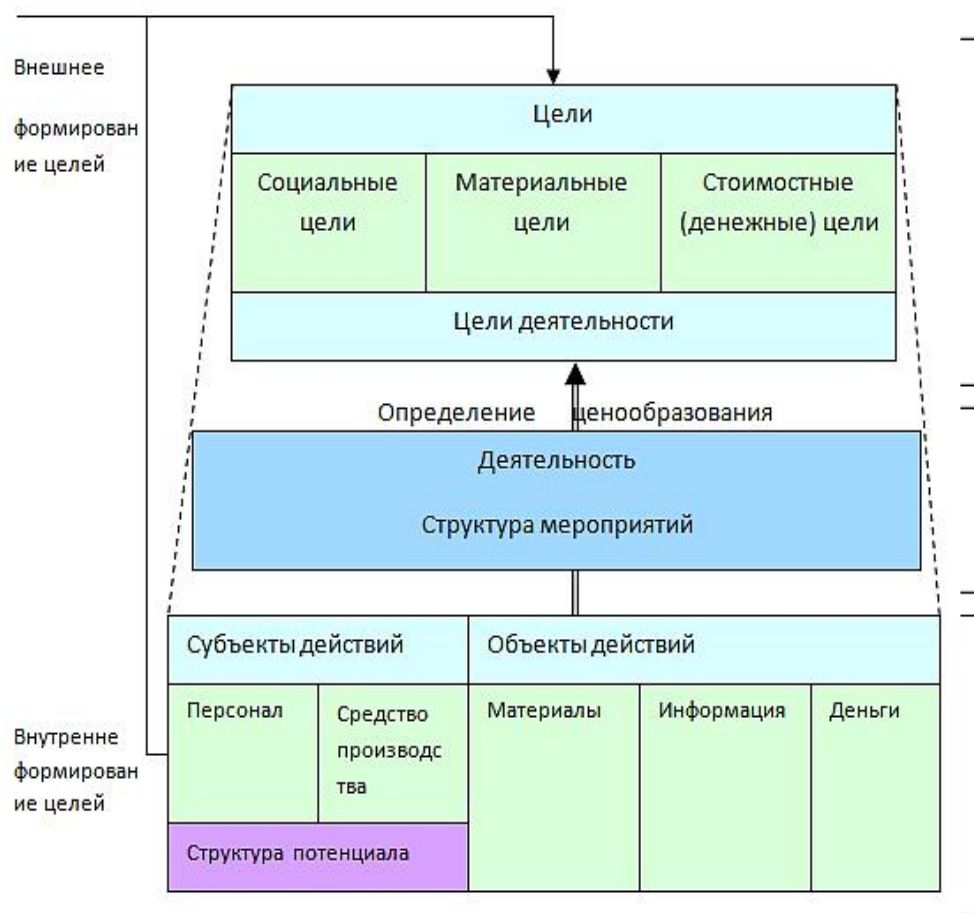 Внешнее
формирован
ие целей
Цели
Социальные
цели
Материальные
цели
Стоимостные
(денежные) цели
Цели деятельности
Определение ценообразования
Деятельность
Структура мероприятий
Субъекты действий
Объекты действий
Персонал
Средство
производс
тва
Материалы
Информация
Деньги
Внутренне
формирован
ие целей
Структура потенциала